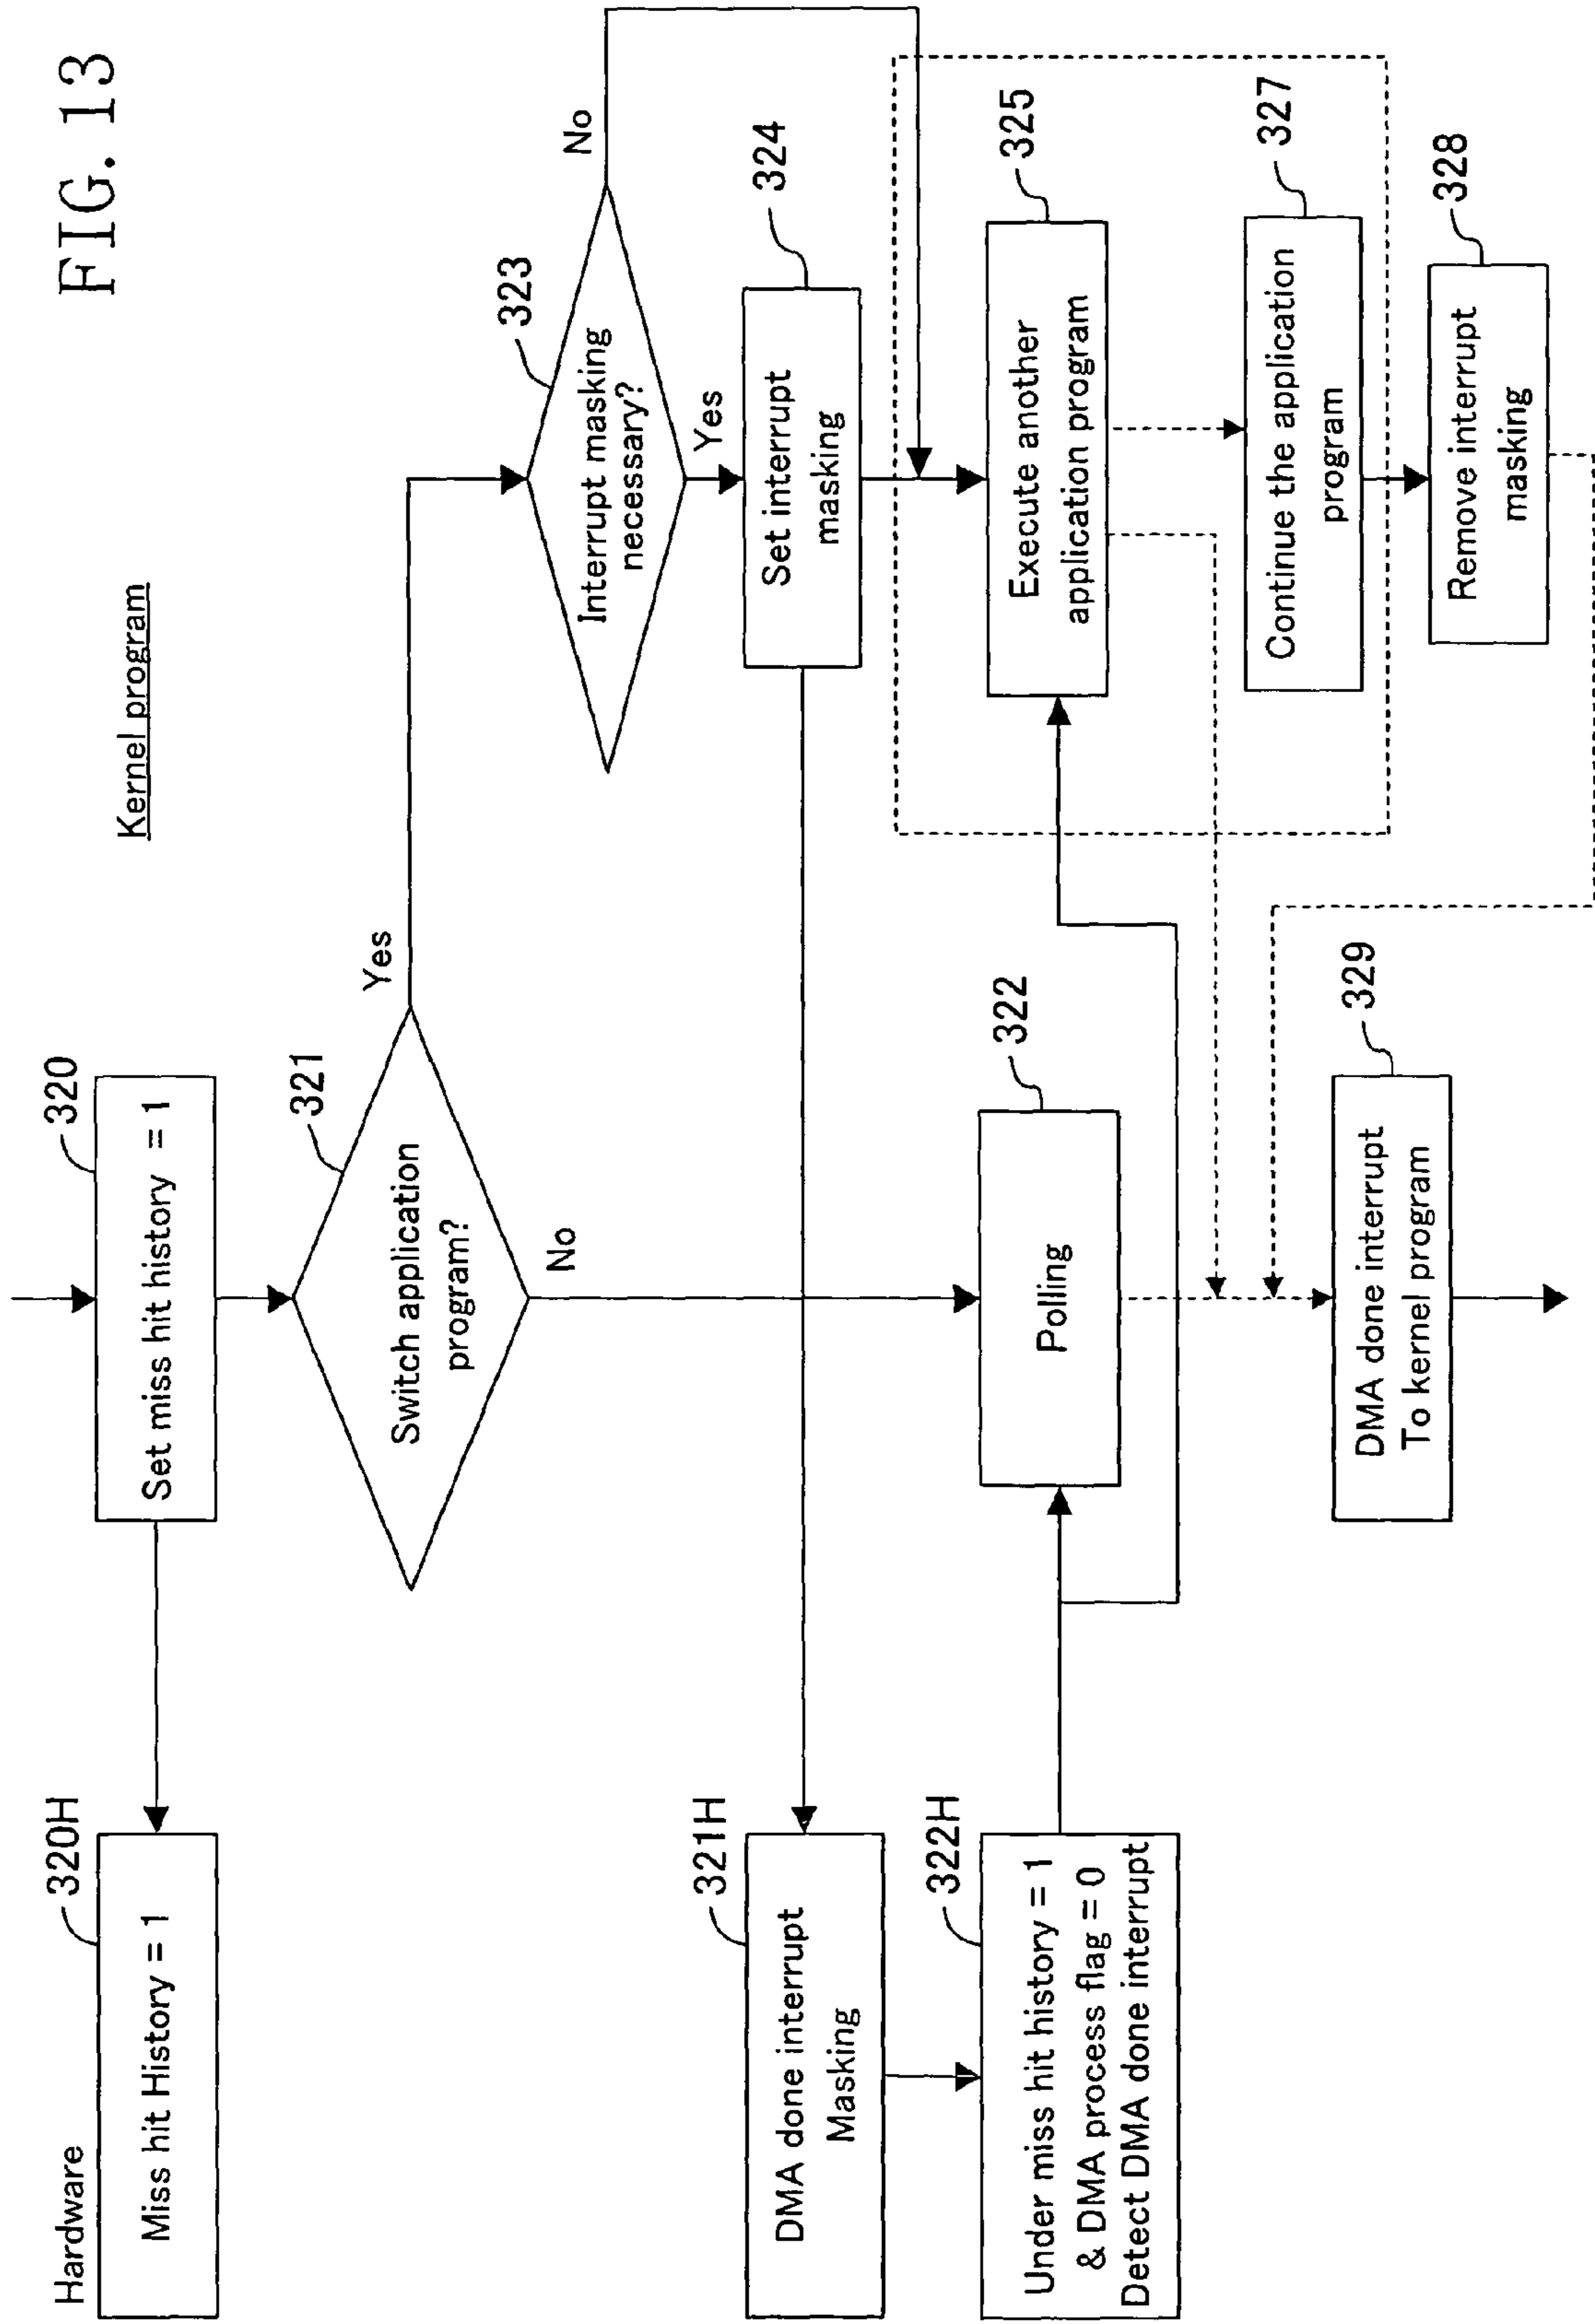 FIG. 13
Kernel program
Hardware
320H
Miss hit History = 1
320
Set miss hit history = 1
321
Switch application
program?
Yes
No
323
Interrupt masking
necessary?
No
Yes
324
Set interrupt
masking
321H
DMA done interrupt
Masking
322H
Under miss hit history = 1
& DMA process flag = 0
Detect DMA done interrupt
322
Polling
325
Execute another
application program
327
Continue the application
program
328
Remove interrupt
masking
329
DMA done interrupt
To kernel program